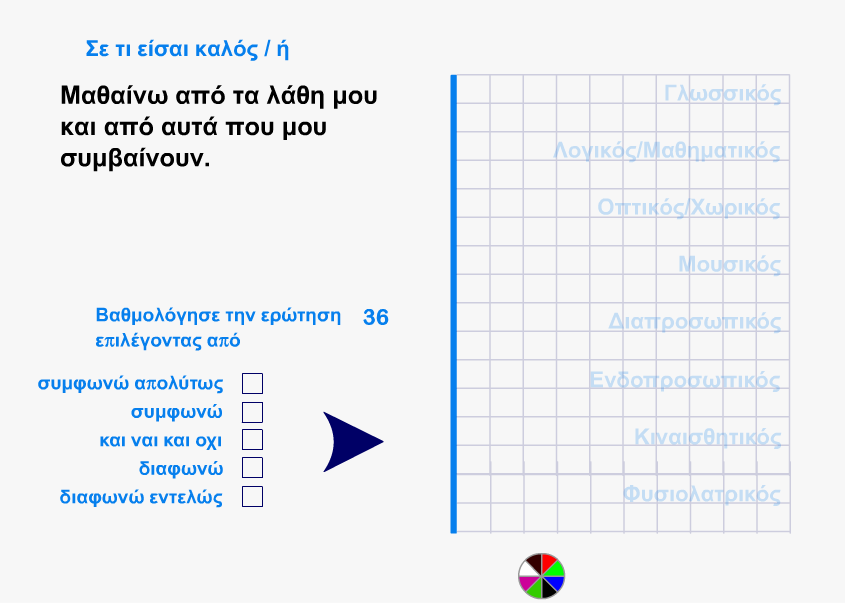 Σε τι είσαι καλός / ή
Μαθαίνω από τα λάθη μου
και από αυτά που μου
συμβαίνουν.
Βαθμολόγησε την ερώτηση 36
επιλέγοντας από
συμφωνώ απολύτως
συμφωνώ
και ναι και οχι
διαφωνώ
διαφωνώ εντελώς
Γλωσσικός
Λογικός/Μαθηματικός
Οπτικός/Χωρικός
Μουσικός
Διαπροσωπικός
Ενδοπροσωπικός
Κιναισθητικός
Φυσιολατρικός